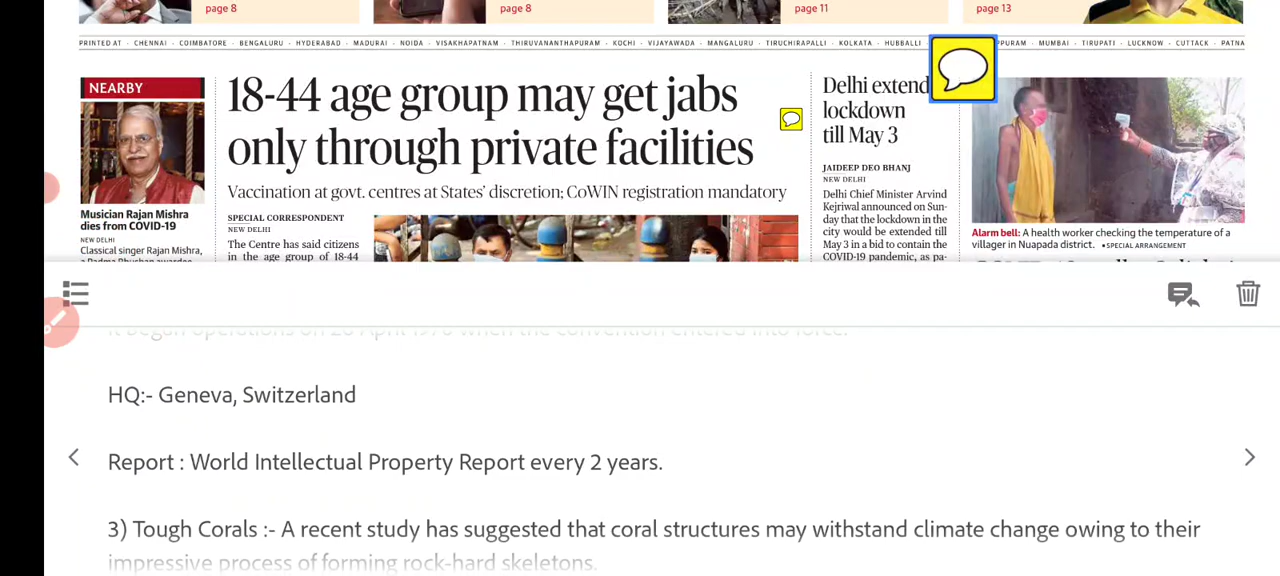 page 8
page 8
page 11
page 13
PRINTED AT · CHENNAI · COIMBATORE · BENGALURU · HYDERABAD · MADURAI · NOIDA · VISAKHAPATNAM · THIRUVANANTHAPURAM · KOCHI · VIJAYAWADA · MANGALURU · TIRUCHIRAPALLI · KOLKATA · HUBBALLI PURAM · MUMBAI · TIRUPATI · LUCKNOW · CUTTACK · PATNA
NEARBY
Musician Rajan Mishra
dies from COVID-19
NEW DELHI
Classical singer Rajan Mishra,
18-44 age group may get jabs
only through private facilities
Vaccination at govt. centres at States' discretion; CoWIN registration mandatory
SPECIAL CORRESPONDENT
NEW DELHI
The Centre has said citizens
in the age group of 18-44
Delhi extend
lockdown
till May 3
JAIDEEP DEO BHANJ
NEW DELHI
Delhi Chief Minister Arvind
Kejriwal announced on Sun-
day that the lockdown in the
city would be extended till
May 3 in a bid to contain the
COVID-19 pandemic, as pa-
Alarm bell: A health worker checking the temperature of a
villager in Nuapada district. •SPECIAL ARRANGEMENT
HQ:- Geneva, Switzerland
Report : World Intellectual Property Report every 2 years.
3) Tough Corals :- A recent study has suggested that coral structures may withstand climate change owing to their
impressive process of forming rock-hard skeletons.